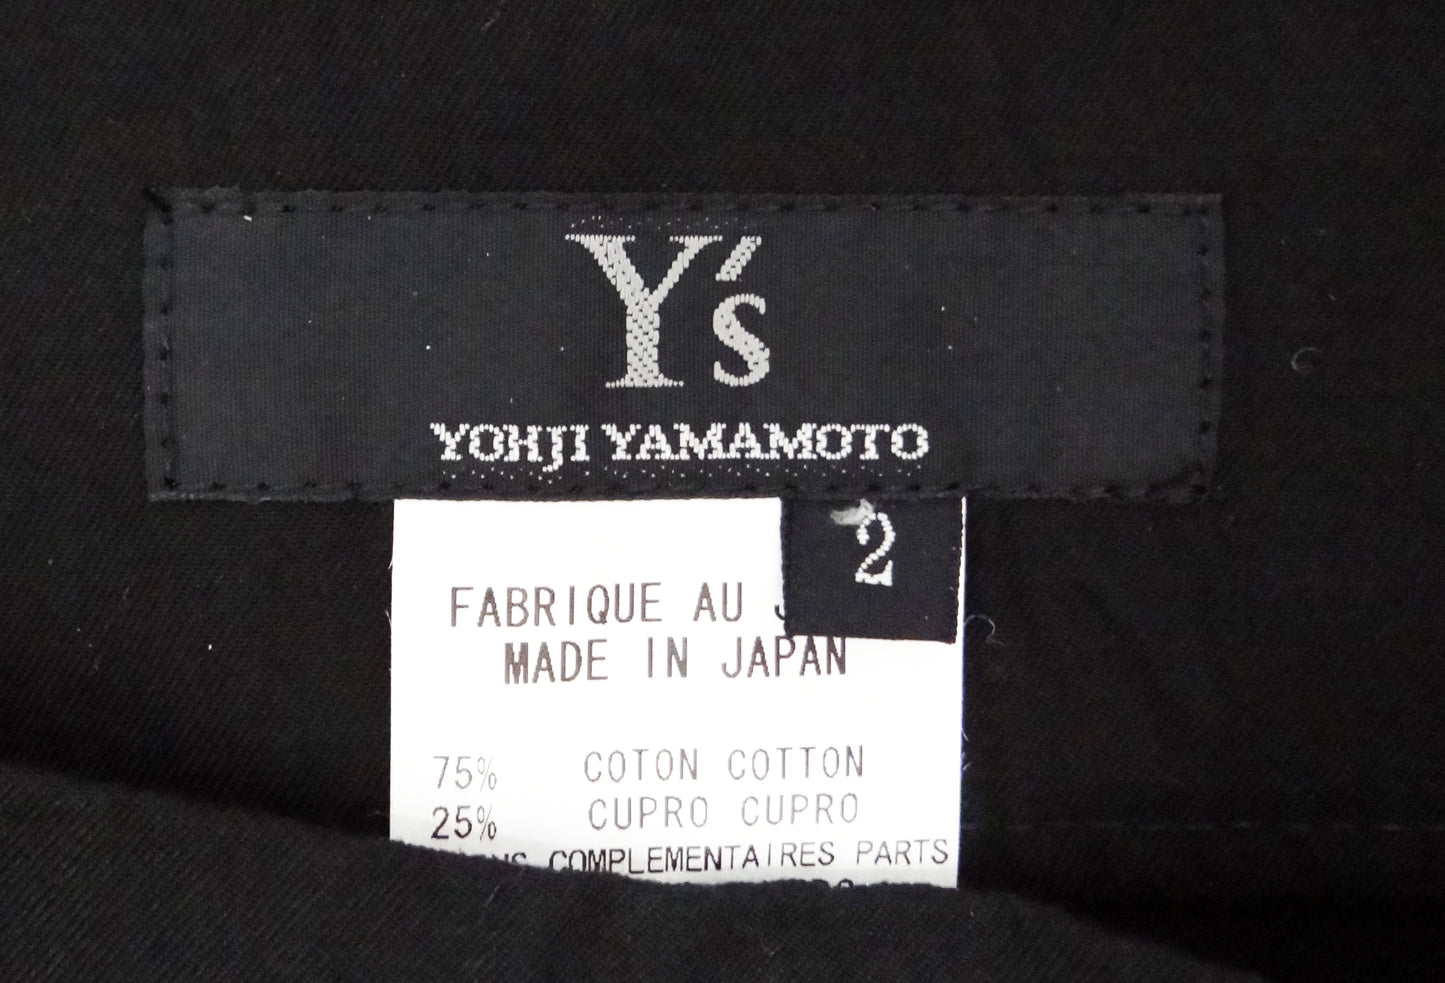 Y's
YOHJI YAMAMOTO
2
FABRIQUE AU
MADE IN JAPAN
75% COTON COTTON
25% CUPRO CUPRO
COMPLEMENTAIRES PARTS